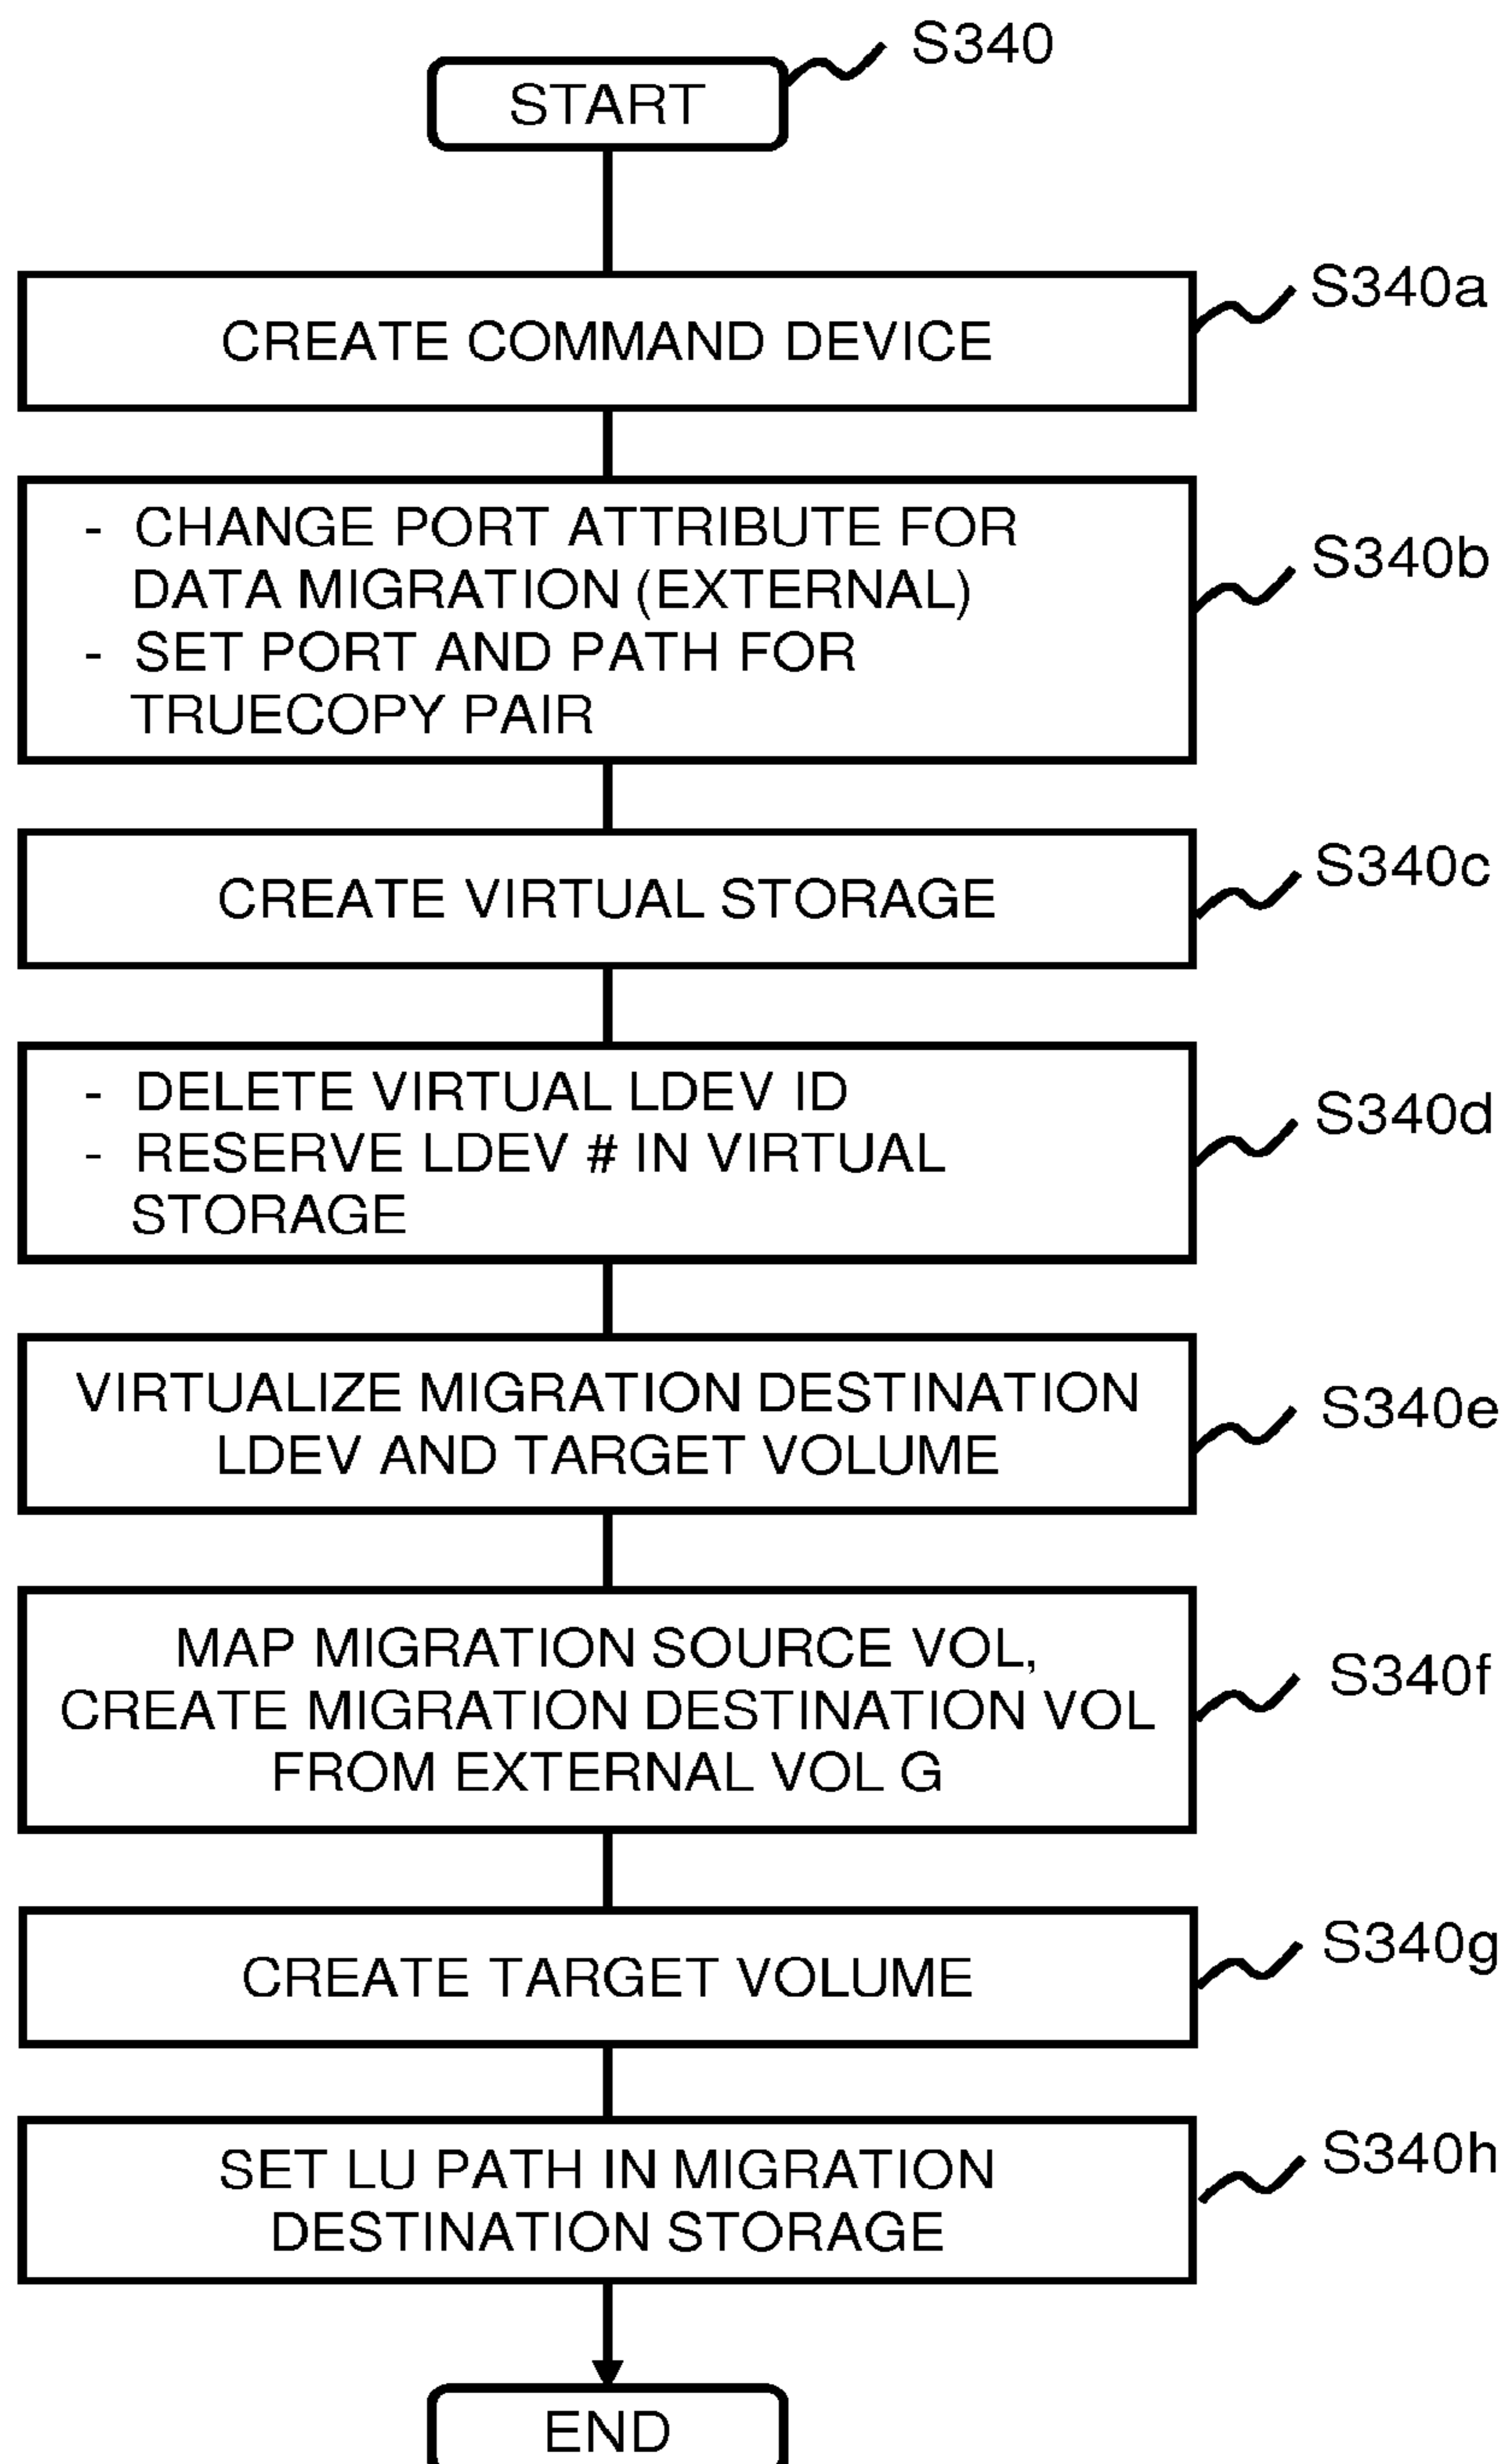 S340
START
S340a
CREATE COMMAND DEVICE
- CHANGE PORT ATTRIBUTE FOR
DATA MIGRATION (EXTERNAL)
- SET PORT AND PATH FOR
TRUECOPY PAIR
S340b
S340c
CREATE VIRTUAL STORAGE
- DELETE VIRTUAL LDEV ID
- RESERVE LDEV # IN VIRTUAL
STORAGE
S340d
VIRTUALIZE MIGRATION DESTINATION
LDEV AND TARGET VOLUME
S340e
MAP MIGRATION SOURCE VOL,
CREATE MIGRATION DESTINATION VOL
FROM EXTERNAL VOL G
S340f
S340g
CREATE TARGET VOLUME
S340h
SET LU PATH IN MIGRATION
DESTINATION STORAGE
END